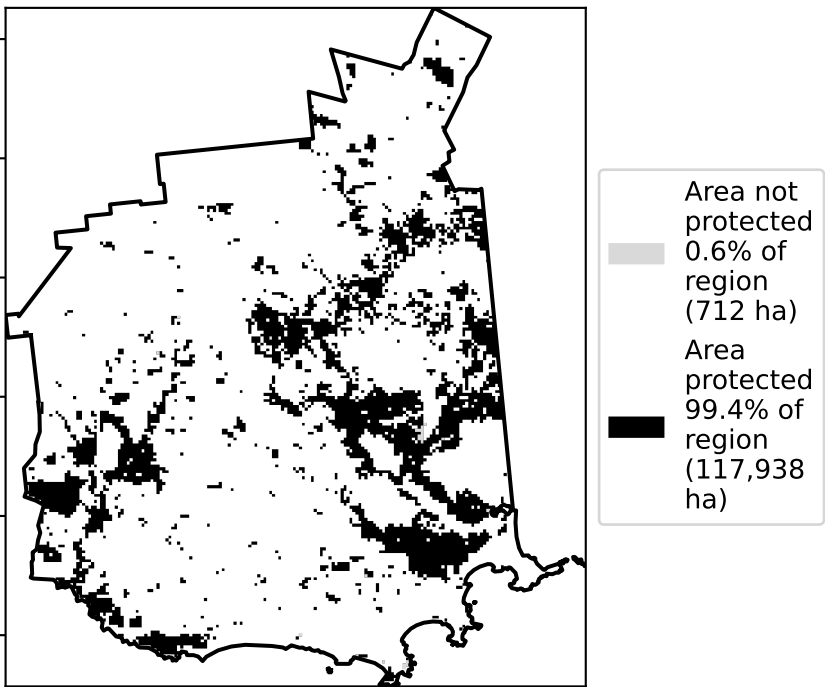 Area not
protected
0.6% of
region
(712 ha)
Area
protected
99.4% of
region
(117,938
ha)